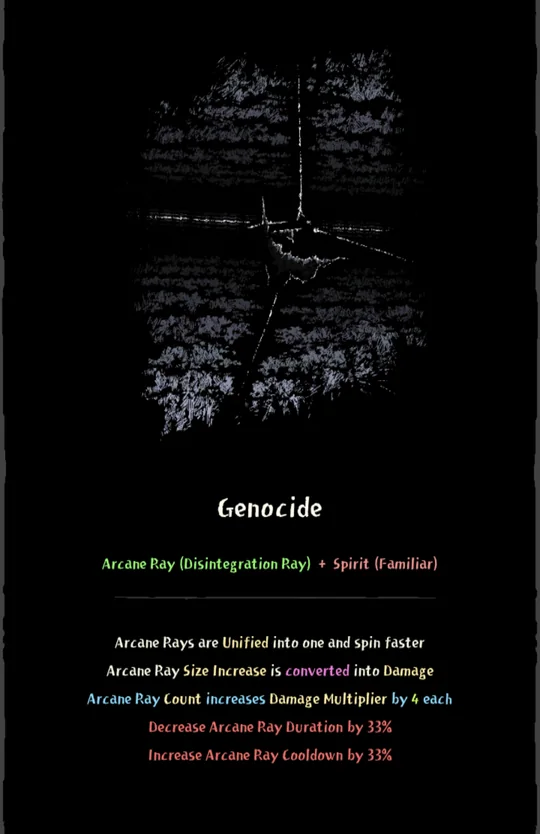 Genocide
Arcane Ray (Disintegration Ray) + Spirit (Familiar)
Arcane Rays are Unified into one and spin faster
Arcane Ray Size Increase is converted into Damage
Arcane Ray Count increases Damage Multiplier by 4 each
Decrease Arcane Ray Duration by 33%
Increase Arcane Ray Cooldown by 33%